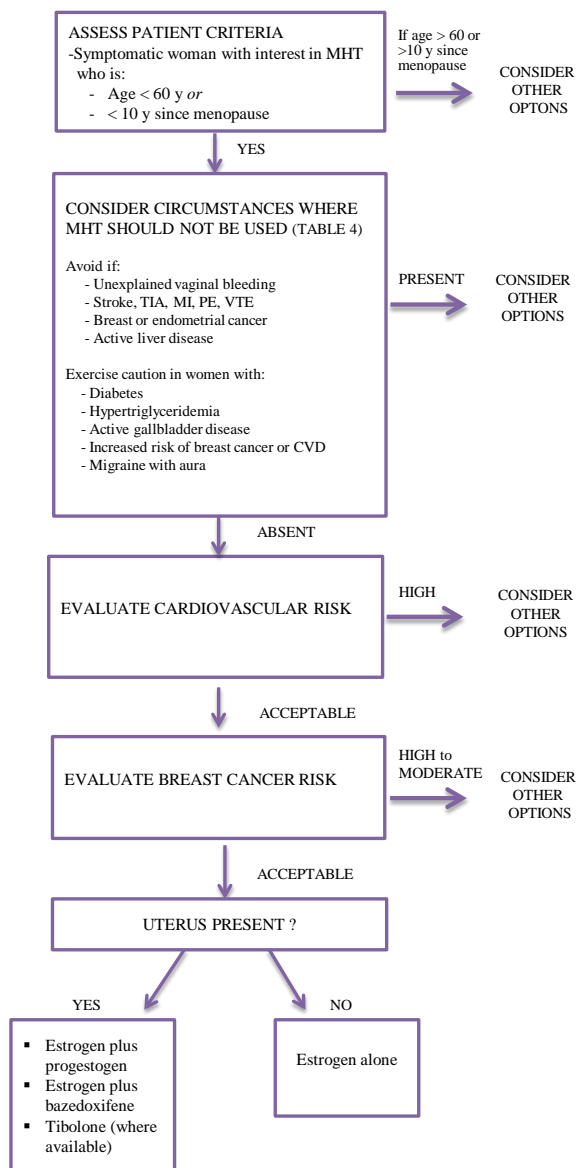 ASSESS PATIENT CRITERIA
-Symptomatic woman with interest in MHT
who is:
- Age < 60 y or
- < 10 y since menopause
If age > 60 or
>10 y since
menopause
CONSIDER
OTHER
OPTONS
YES
CONSIDER CIRCUMSTANCES WHERE
MHT SHOULD NOT BE USED (TABLE 4)
Avoid if:
- Unexplained vaginal bleeding
- Stroke, TIA, MI, PE, VTE
- Breast or endometrial cancer
- Active liver disease
Exercise caution in women with:
- Diabetes
- Hypertriglyceridemia
- Active gallbladder disease
- Increased risk of breast cancer or CVD
- Migraine with aura
PRESENT
CONSIDER
OTHER
OPTIONS
ABSENT
EVALUATE CARDIOVASCULAR RISK
HIGH
CONSIDER
OTHER
OPTIONS
ACCEPTABLE
EVALUATE BREAST CANCER RISK
HIGH to
MODERATE
CONSIDER
OTHER
OPTIONS
ACCEPTABLE
UTERUS PRESENT ?
YES
▪ Estrogen plus
progestogen
▪ Estrogen plus
bazedoxifene
▪ Tibolone (where
available)
NO
Estrogen alone